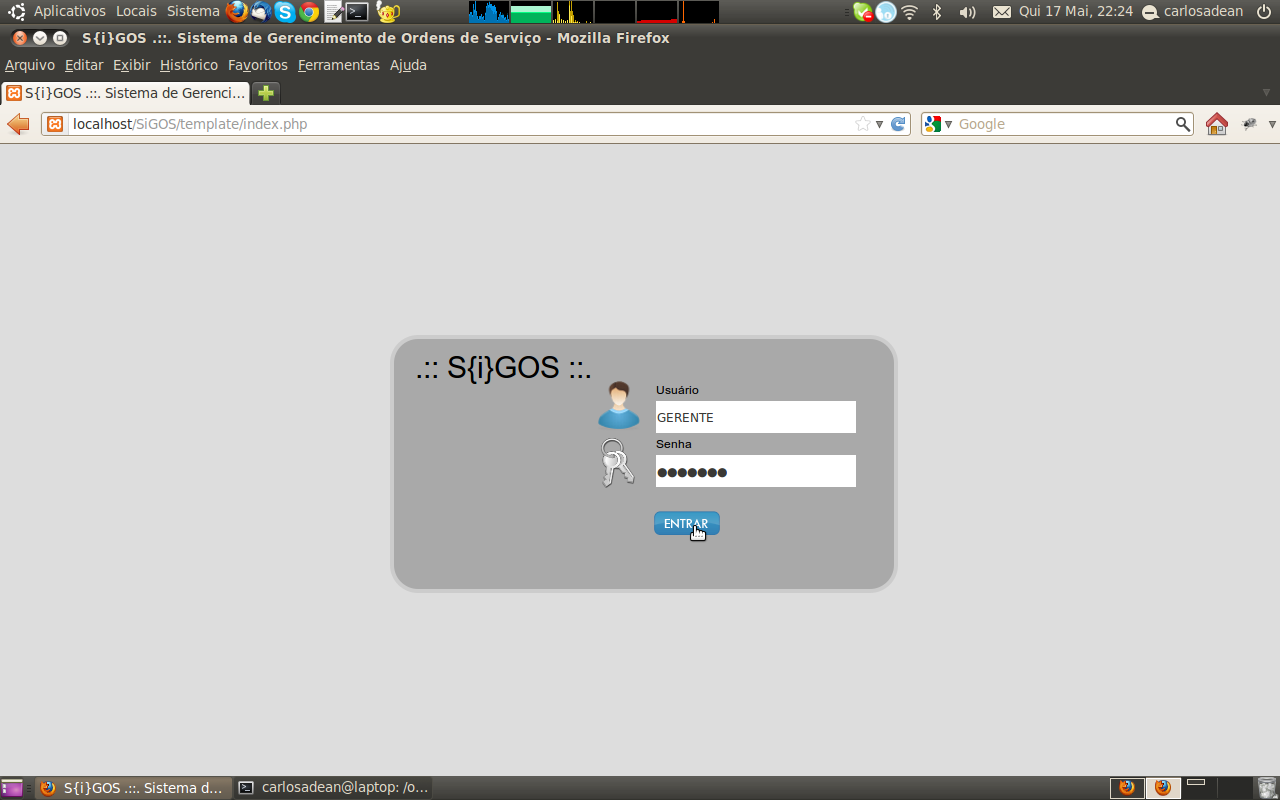 Aplicativos Locais Sistema Qui 17 Mai, 22:24 carlosadean
S{i}GOS .::. Sistema de Gerencimento de Ordens de Serviço - Mozilla Firefox
Arquivo Editar Exibir Histórico Favoritos Ferramentas Ajuda
S{i}GOS .::. Sistema de Gerenci...
localhost/SiGOS/template/index.php Google
.:: S{i}GOS ::.
Usuário
GERENTE
Senha
●●●●●●●
ENTRAR
S{i}GOS .::. Sistema d... carlosadean@laptop: /o...